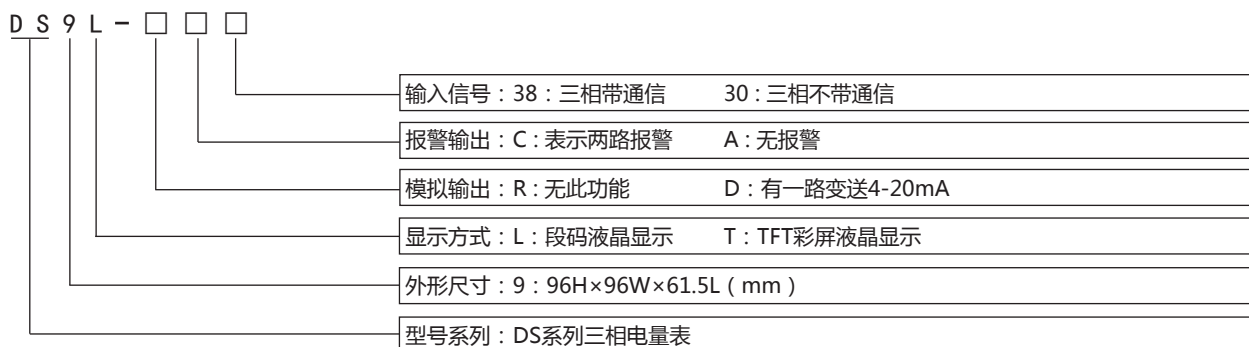 DS9L-□□□
输入信号：38：三相带通信 30：三相不带通信
报警输出：C：表示两路报警 A：无报警
模拟输出：R：无此功能 D：有一路变送4-20mA
显示方式：L：段码液晶显示 T：TFT彩屏液晶显示
外形尺寸：9：96H×96W×61.5L（mm）
型号系列：DS系列三相电量表